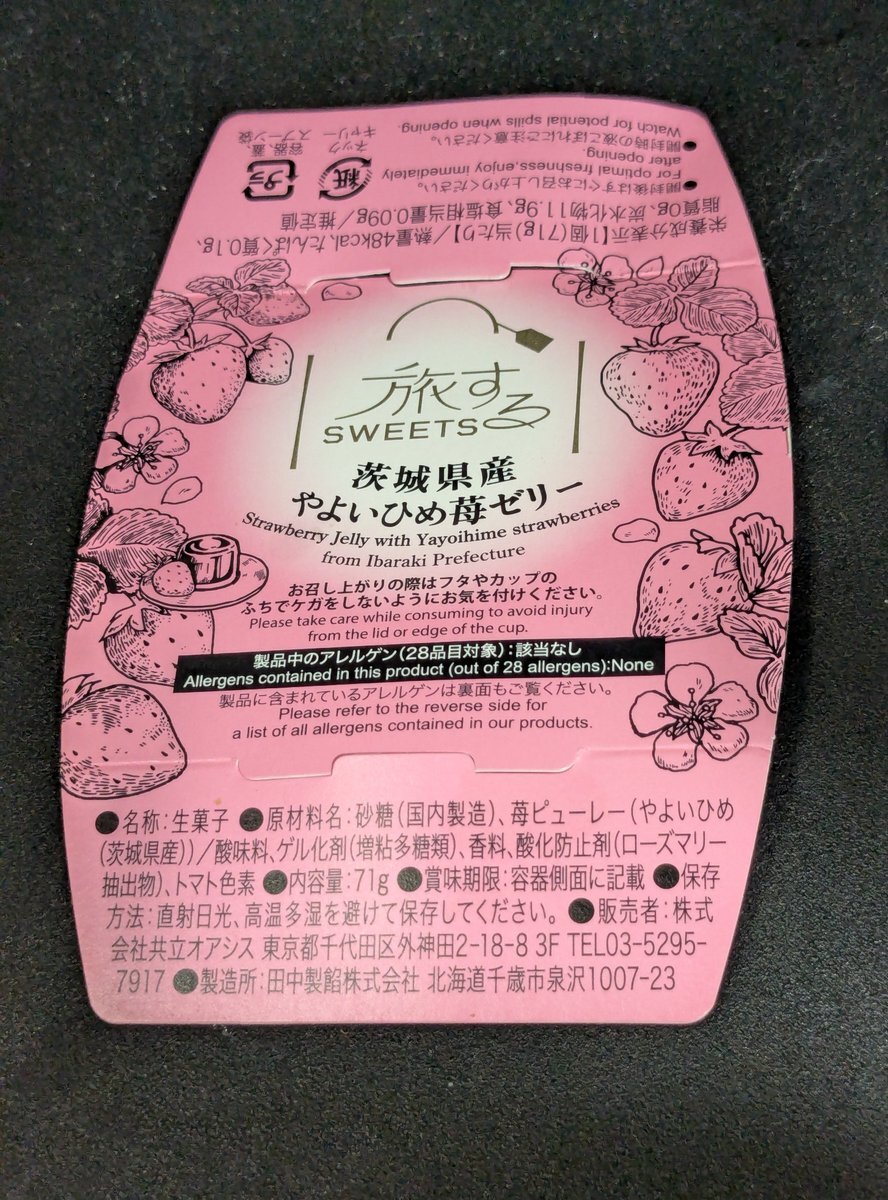 栄養成分表示【1個(71g)当たり】/熱量48kcal、たんぱく質0.1g、
脂質0g、炭水化物11.9g、食塩相当量0.09g/推定値
●開封後はすぐにお召し上がりください。
For optimal freshness,enjoy immediately
after opening.
●開封時の液こぼれにご注意ください。
Watch for potential spills when opening.
紙
ネック
キャリー
プラ
容器、蓋、
スプーン袋
旅する
SWEETS
茨城県産
やよいひめ苺ゼリー
Strawberry Jelly with Yayoihime strawberries
from Ibaraki Prefecture
お召し上がりの際はフタやカップの
ふちでケガをしないようにお気を付けください。
Please take care while consuming to avoid injury
from the lid or edge of the cup.
製品中のアレルゲン(28品目対象):該当なし
Allergens contained in this product (out of 28 allergens):None
製品に含まれているアレルゲンは裏面もご覧ください。
Please refer to the reverse side for
a list of all allergens contained in our products.
●名称:生菓子 ●原材料名:砂糖(国内製造)、苺ピューレー(やよいひめ
(茨城県産))/酸味料、ゲル化剤(増粘多糖類)、香料、酸化防止剤(ローズマリー
抽出物)、トマト色素 ●内容量:71g ●賞味期限:容器側面に記載 ●保存
方法:直射日光、高温多湿を避けて保存してください。 ●販売者:株式
会社共立オアシス 東京都千代田区外神田2-18-8 3F TEL03-5295-
7917 ●製造所:田中製餡株式会社 北海道千歳市泉沢1007-23